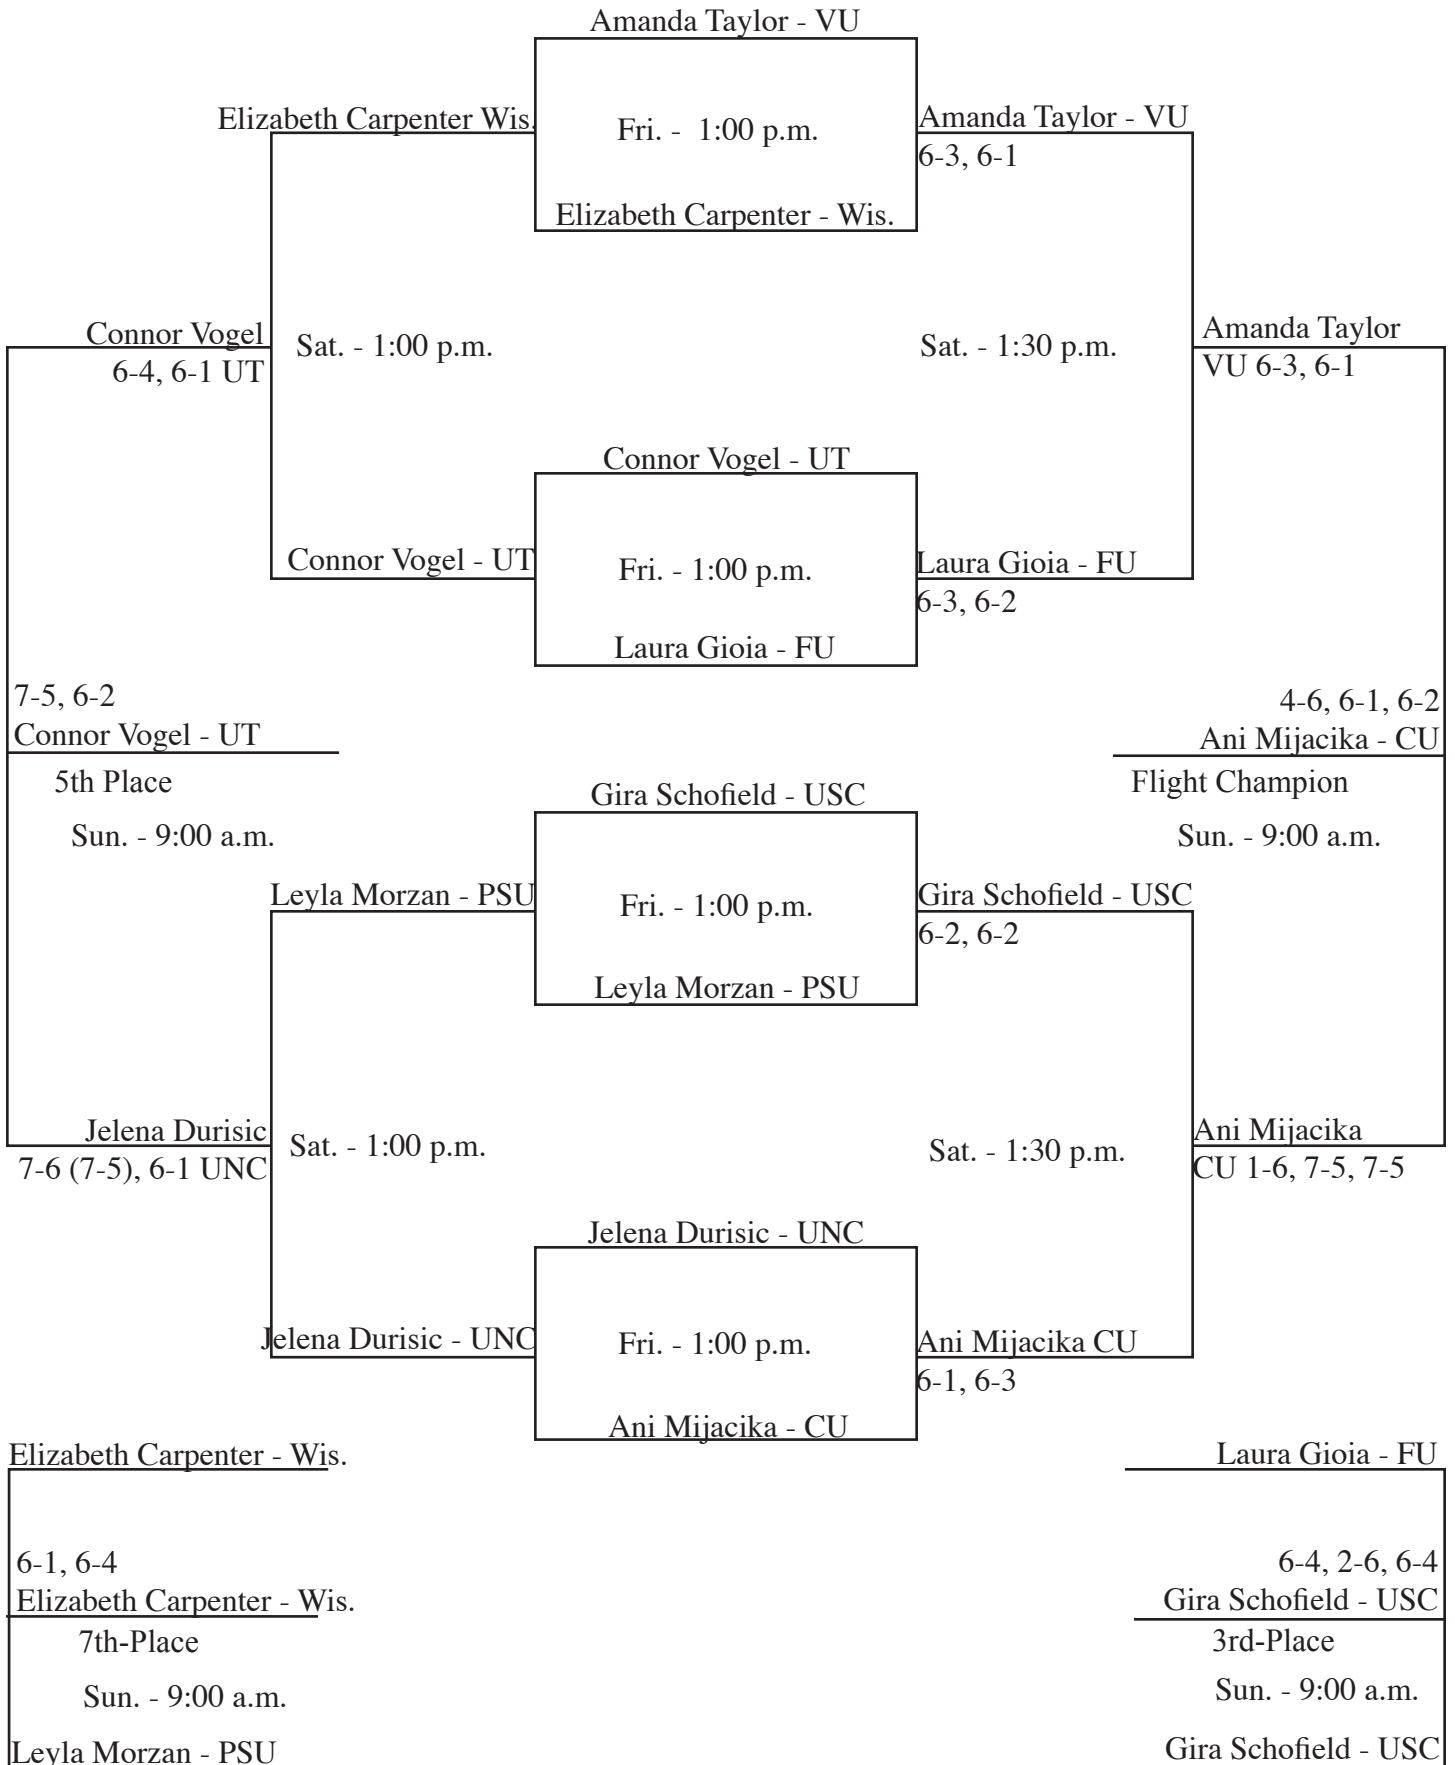 Amanda Taylor - VU
Elizabeth Carpenter Wis.
Fri. - 1:00 p.m.
Amanda Taylor - VU
6-3, 6-1
Elizabeth Carpenter - Wis.
Connor Vogel
6-4, 6-1 UT
Sat. - 1:00 p.m.
Sat. - 1:30 p.m.
Amanda Taylor
VU 6-3, 6-1
Connor Vogel - UT
Connor Vogel - UT
Fri. - 1:00 p.m.
Laura Gioia - FU
6-3, 6-2
Laura Gioia - FU
7-5, 6-2
Connor Vogel - UT
5th Place
Sun. - 9:00 a.m.
4-6, 6-1, 6-2
Ani Mijacika - CU
Flight Champion
Sun. - 9:00 a.m.
Gira Schofield - USC
Leyla Morzan - PSU
Fri. - 1:00 p.m.
Gira Schofield - USC
6-2, 6-2
Leyla Morzan - PSU
Jelena Durisic
7-6 (7-5), 6-1 UNC
Sat. - 1:00 p.m.
Sat. - 1:30 p.m.
Ani Mijacika
CU 1-6, 7-5, 7-5
Jelena Durisic - UNC
Jelena Durisic - UNC
Fri. - 1:00 p.m.
Ani Mijacika CU
6-1, 6-3
Ani Mijacika - CU
Elizabeth Carpenter - Wis.
6-1, 6-4
Elizabeth Carpenter - Wis.
7th-Place
Sun. - 9:00 a.m.
Leyla Morzan - PSU
Laura Gioia - FU
6-4, 2-6, 6-4
Gira Schofield - USC
3rd-Place
Sun. - 9:00 a.m.
Gira Schofield - USC